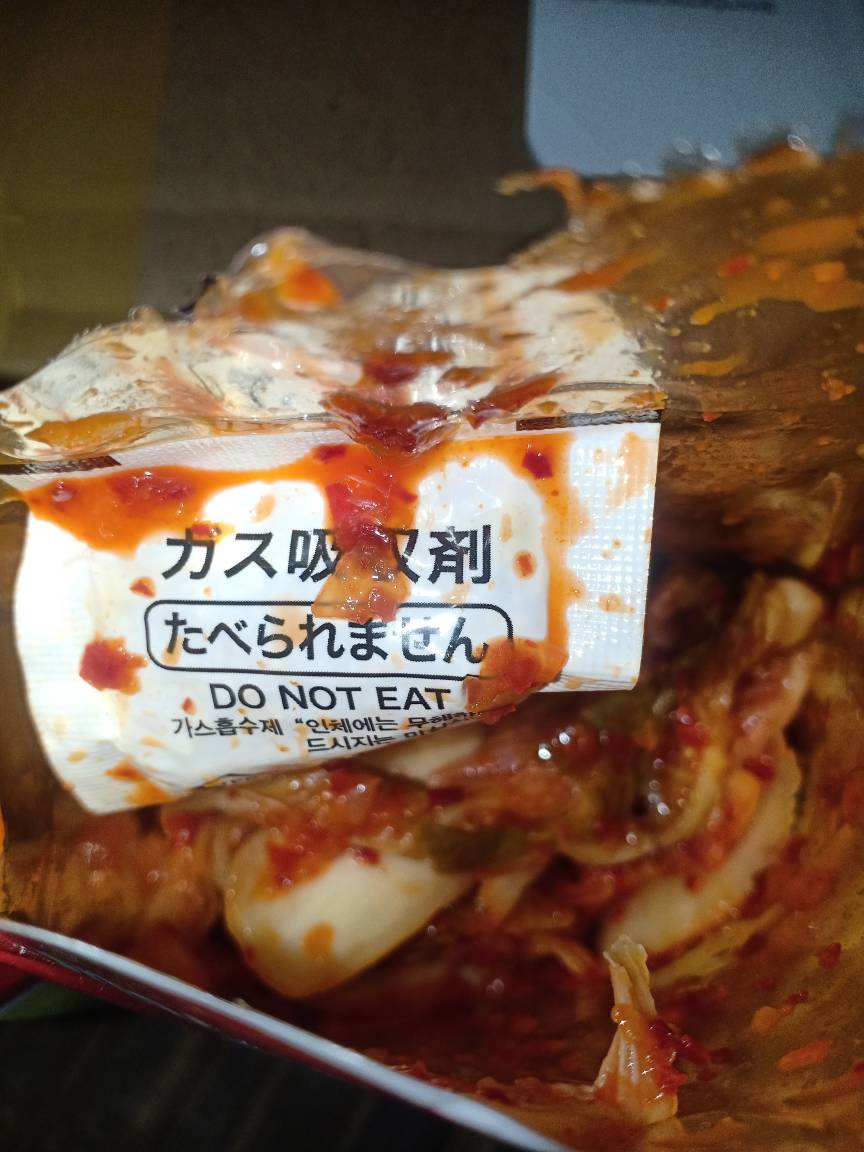 ガス吸収剤
たべられません
DO NOT EAT
가스흡수제 "인체에는
드시지는